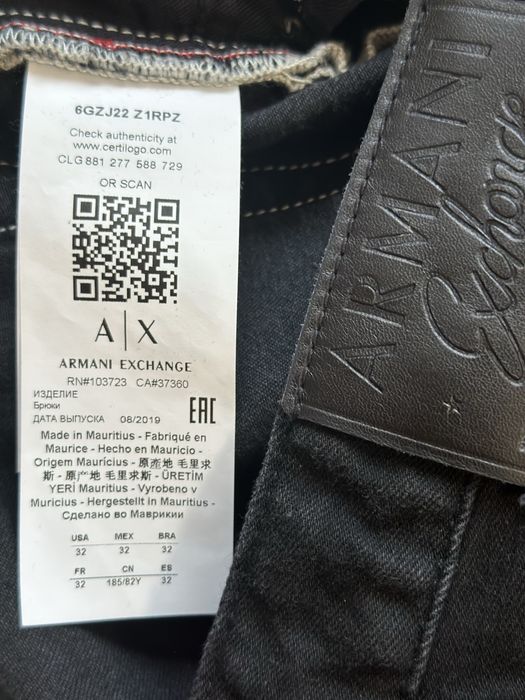 6GZJ22 Z1RPZ
Check authenticity at
www.certilogo.com
CLG 881 277 588 729
OR SCAN
A|X
ARMANI EXCHANGE
RN#103723 CA#37360
ИЗДЕЛИЕ
Брюки
ДАТА ВЫПУСКА 08/2019
EAC
Made in Mauritius - Fabriqué en
Maurice - Hecho en Mauricio -
Origem Maurícius - 原產地 毛里求
斯 - 原产地 毛里求斯 - ÜRETİM
YERİ Mauritius - Vyrobeno v
Muricius - Hergestellt in Mauritius -
Сделано во Маврикии
USA MEX BRA
32 32 32
FR CN ES
32 185/82Y 32
ARMANI
Exchange